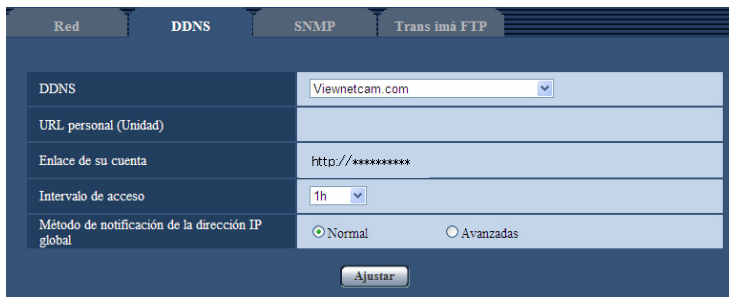 Red DDNS SNMP Trans imá FTP
DDNS Viewnetcam.com
URL personal (Unidad)
Enlace de su cuenta http://**********
Intervalo de acceso 1h
Método de notificación de la dirección IP
global
Normal Avanzadas
Ajustar